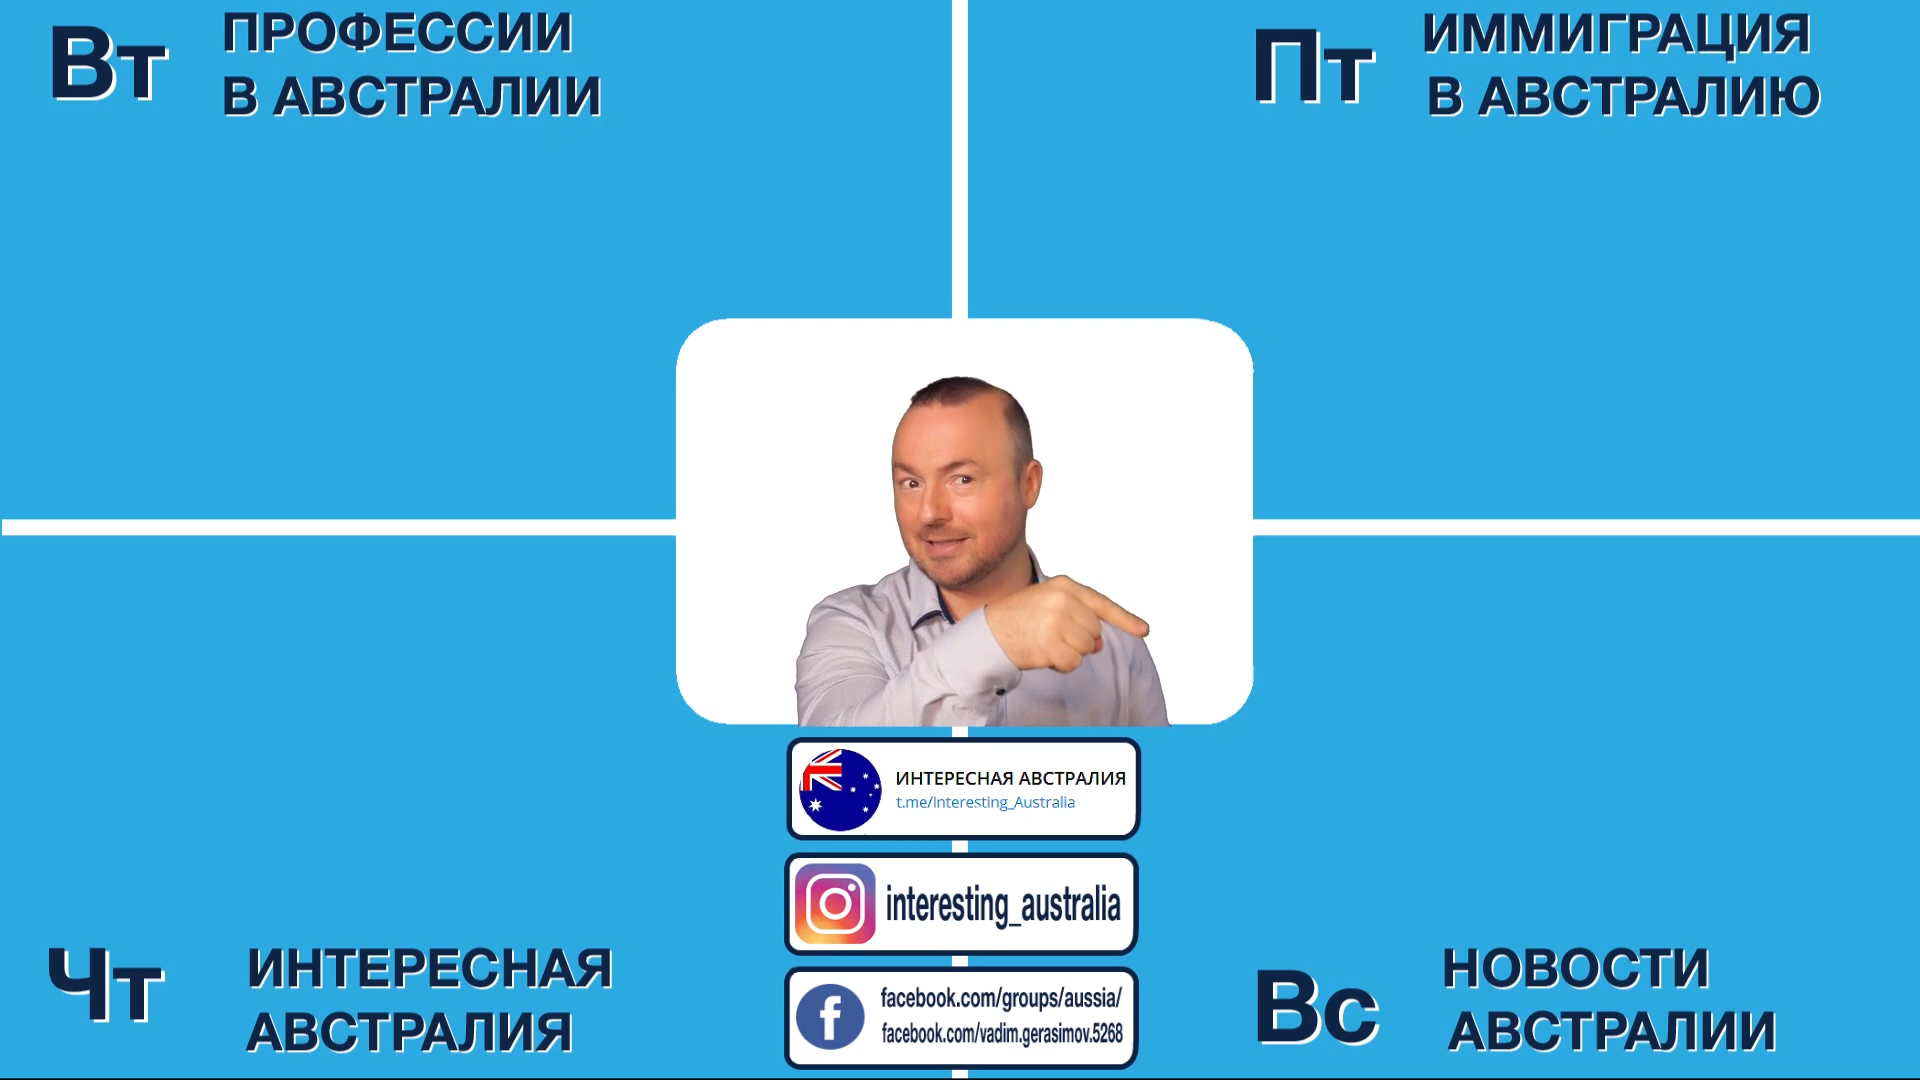 Вт
ПРОФЕССИИ
В АВСТРАЛИИ
Пт
ИММИГРАЦИЯ
В АВСТРАЛИЮ
ИНТЕРЕСНАЯ АВСТРАЛИЯ
t.me/Interesting_Australia
interesting_australia
facebook.com/groups/aussia/
facebook.com/vadim.gerasimov.5268
Чт
ИНТЕРЕСНАЯ
АВСТРАЛИЯ
Вс
НОВОСТИ
АВСТРАЛИИ